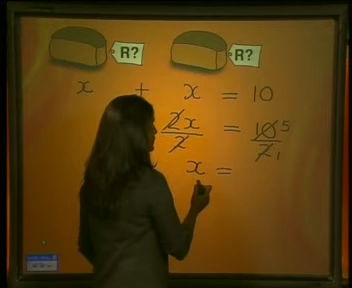 R? R?
x + x = 10
2x/2 = 10/2 5 1
x =